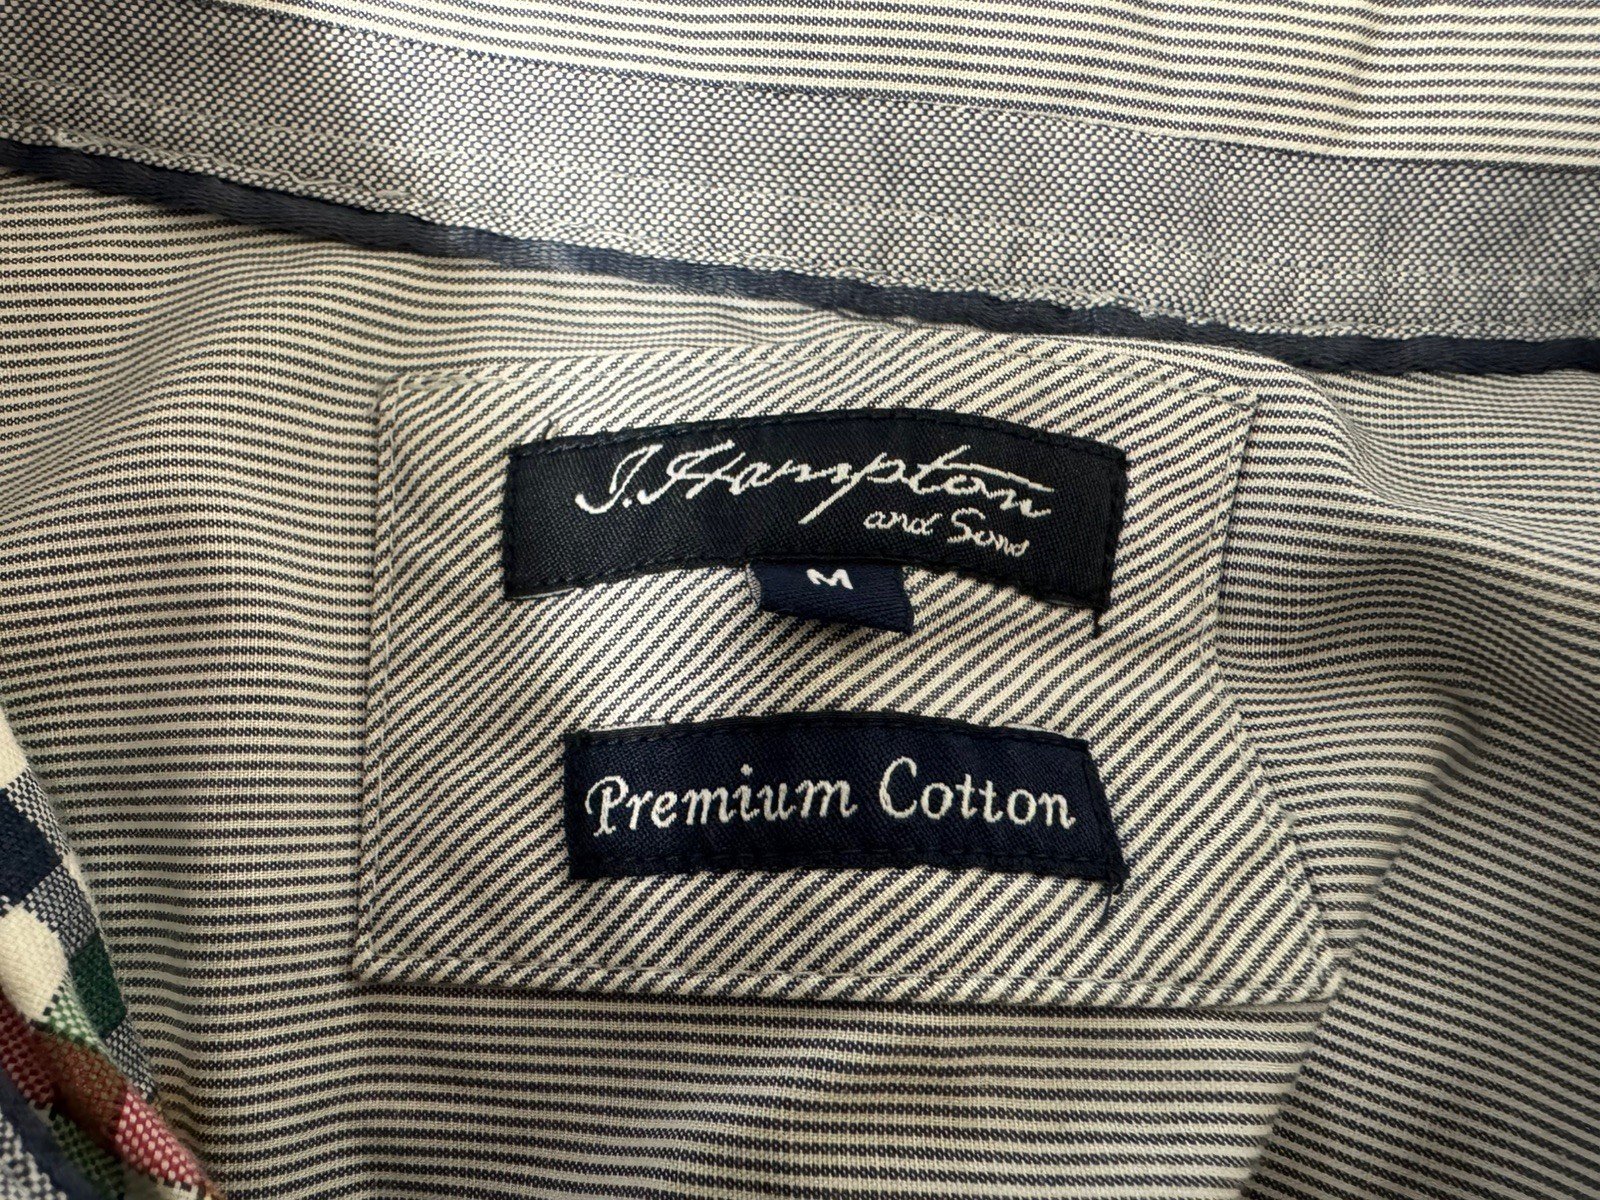 J. Hampton
and Sons
M
Premium Cotton